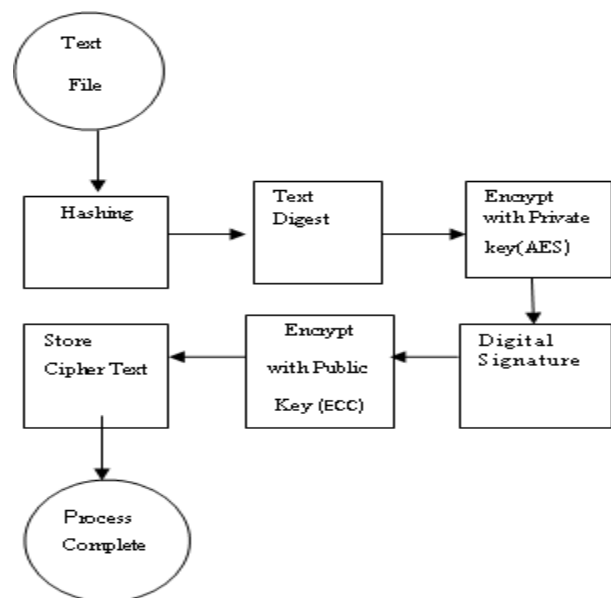 Text
File
Hashing
Text
Digest
Encrypt
with Private
key(AES)
Digital
Signature
Encrypt
with Public
Key (ECC)
Store
Cipher Text
Process
Complete